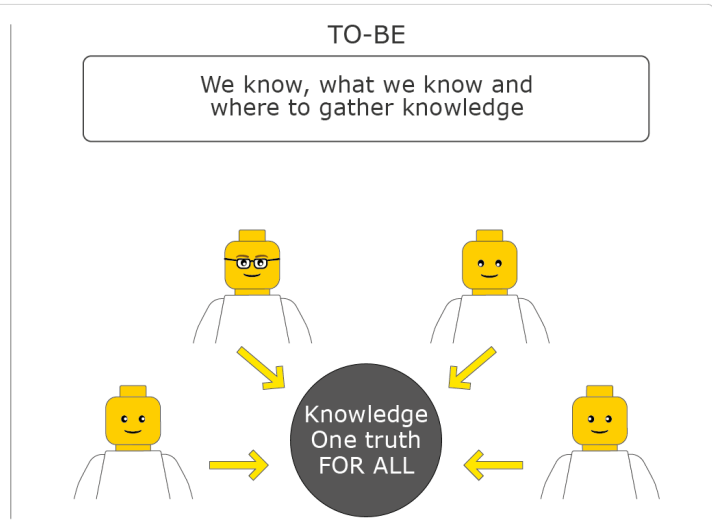 TO-BE
We know, what we know and
where to gather knowledge
Knowledge
One truth
FOR ALL